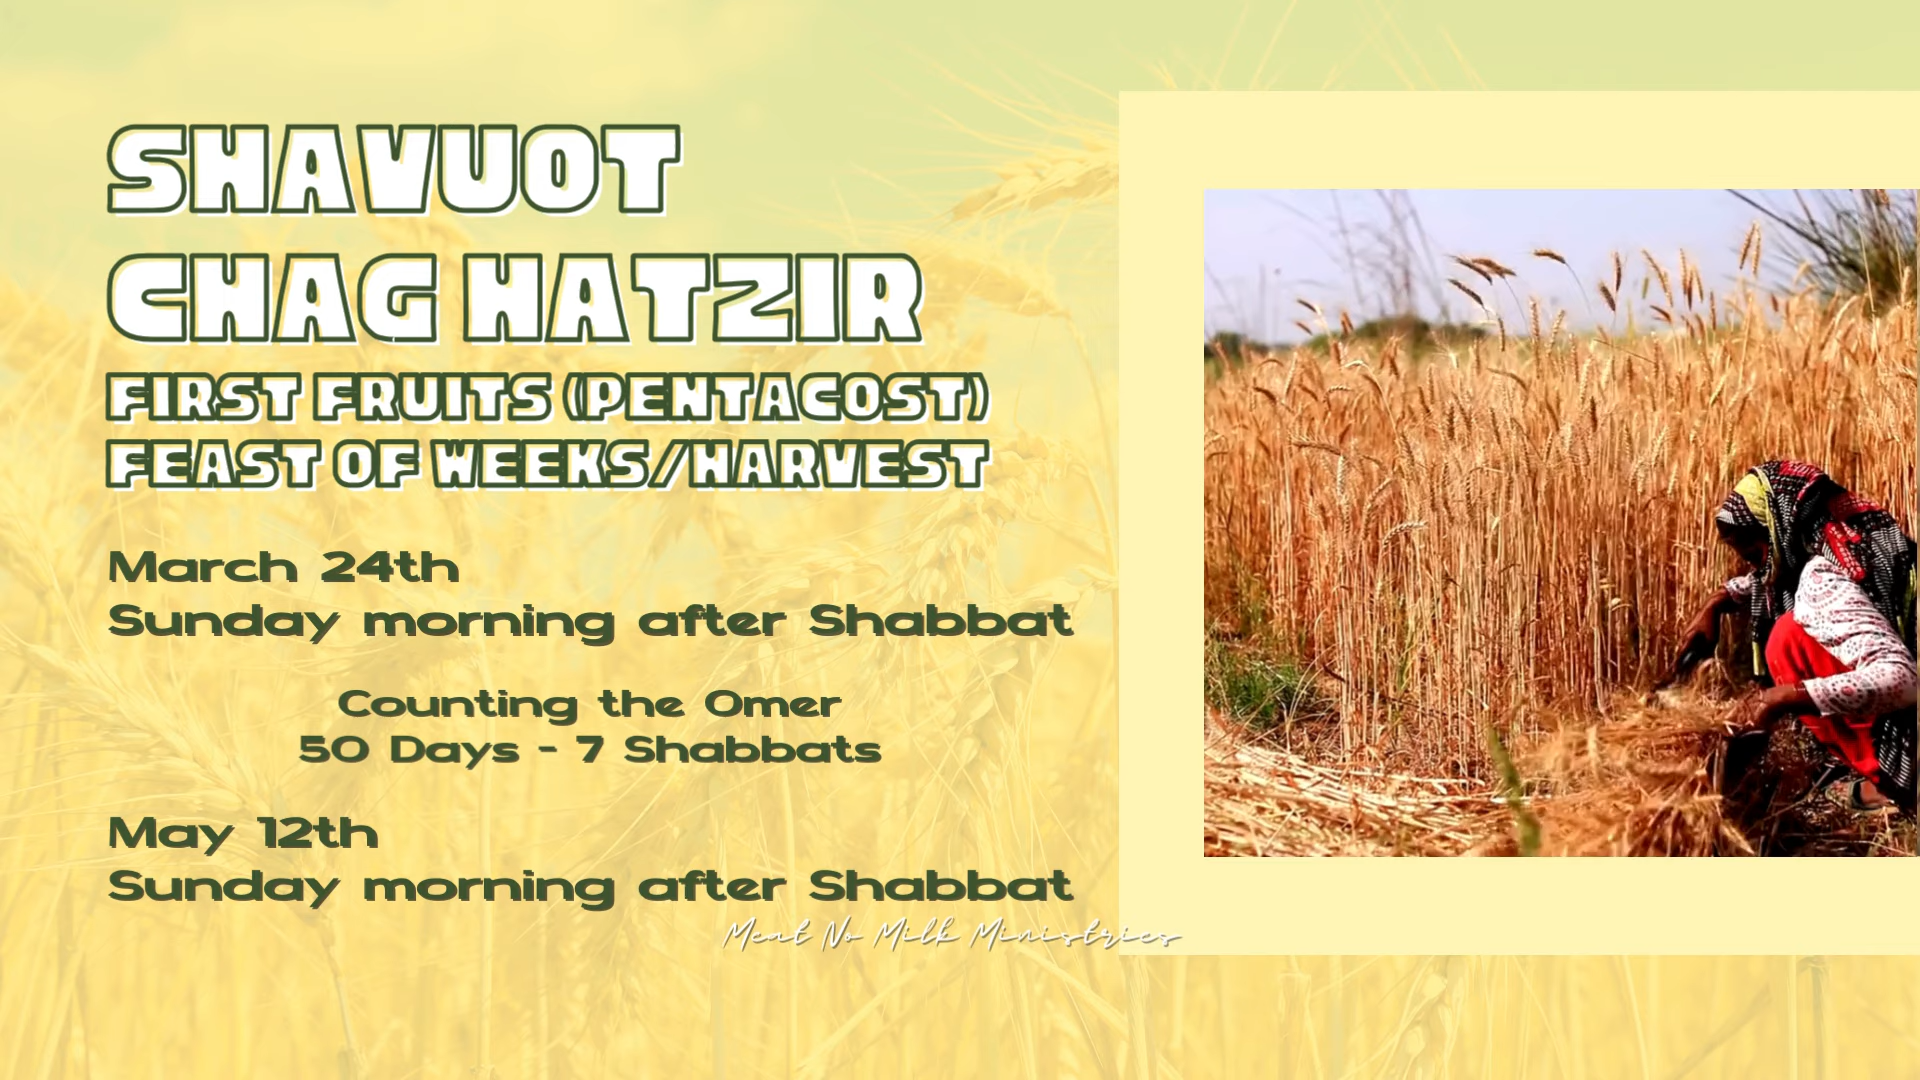 SHAVUOT
CHAG HATZIR
FIRST FRUITS (PENTACOST)
FEAST OF WEEKS/HARVEST
March 24th
Sunday morning after Shabbat
Counting the Omer
50 Days - 7 Shabbats
May 12th
Sunday morning after Shabbat
Meat No Milk Ministries